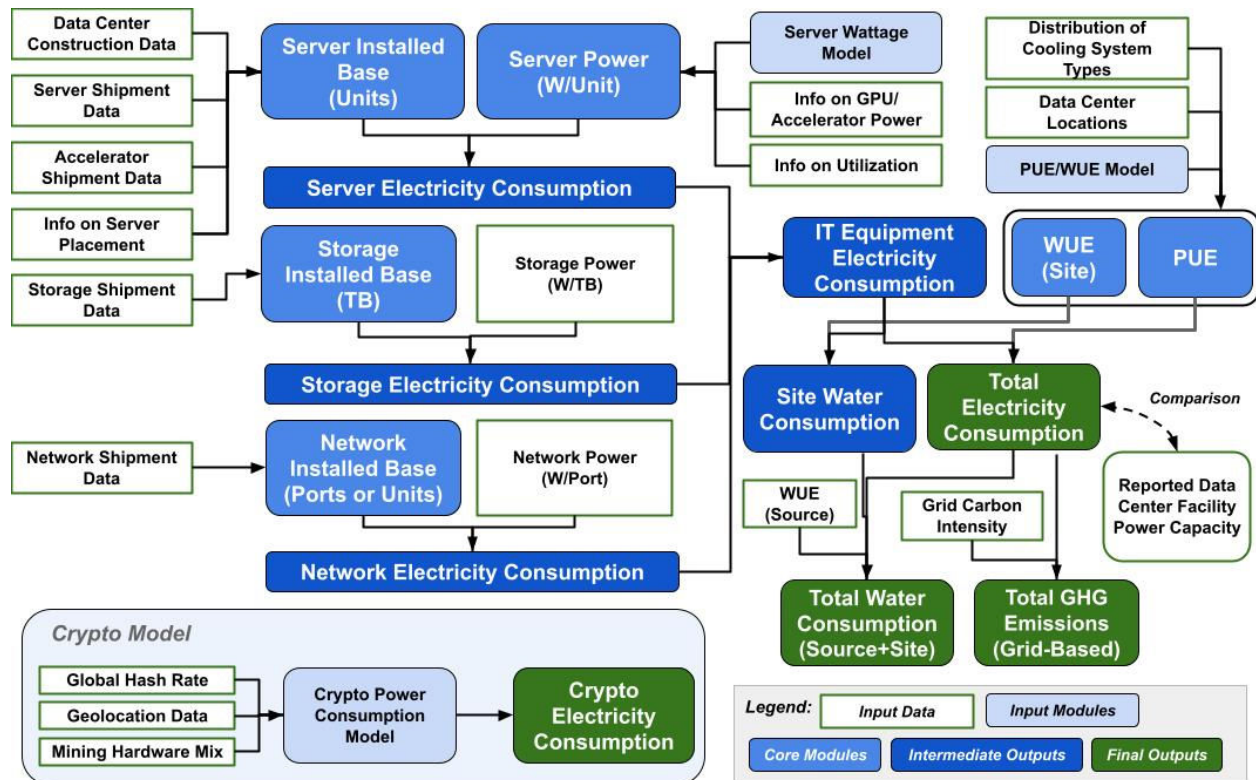 Data Center
Construction Data
Server Shipment
Data
Accelerator
Shipment Data
Info on Server
Placement
Storage Shipment
Data
Network Shipment
Data
Server Installed
Base
(Units)
Server Power
(W/Unit)
Server Wattage
Model
Info on GPU/
Accelerator Power
Info on Utilization
Server Electricity Consumption
Storage
Installed Base
(TB)
Storage Power
(W/TB)
Storage Electricity Consumption
Network
Installed Base
(Ports or Units)
Network Power
(W/Port)
Network Electricity Consumption
Distribution of
Cooling System
Types
Data Center
Locations
PUE/WUE Model
IT Equipment
Electricity
Consumption
WUE
(Site)
PUE
Site Water
Consumption
Total
Electricity
Consumption
Comparison
Reported Data
Center Facility
Power Capacity
WUE
(Source)
Grid Carbon
Intensity
Total Water
Consumption
(Source+Site)
Total GHG
Emissions
(Grid-Based)
Crypto Model
Global Hash Rate
Geolocation Data
Mining Hardware Mix
Crypto Power
Consumption
Model
Crypto
Electricity
Consumption
Legend:
Input Data
Input Modules
Core Modules
Intermediate Outputs
Final Outputs